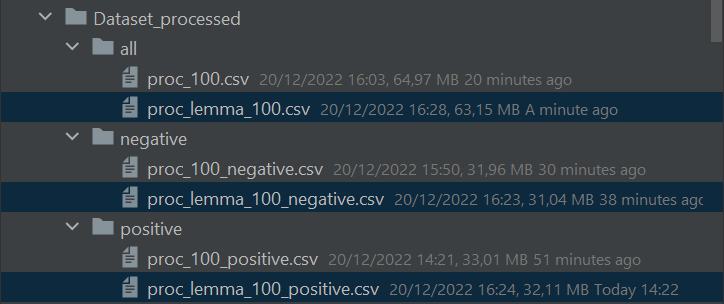 Dataset_processed
all
proc_100.csv 20/12/2022 16:03, 64,97 MB 20 minutes ago
proc_lemma_100.csv 20/12/2022 16:28, 63,15 MB A minute ago
negative
proc_100_negative.csv 20/12/2022 15:50, 31,96 MB 30 minutes ago
proc_lemma_100_negative.csv 20/12/2022 16:23, 31,04 MB 38 minutes ago
positive
proc_100_positive.csv 20/12/2022 14:21, 33,01 MB 51 minutes ago
proc_lemma_100_positive.csv 20/12/2022 16:24, 32,11 MB Today 14:22